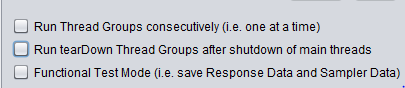 Run Thread Groups consecutively (i.e. one at a time)
Run tearDown Thread Groups after shutdown of main threads
Functional Test Mode (i.e. save Response Data and Sampler Data)